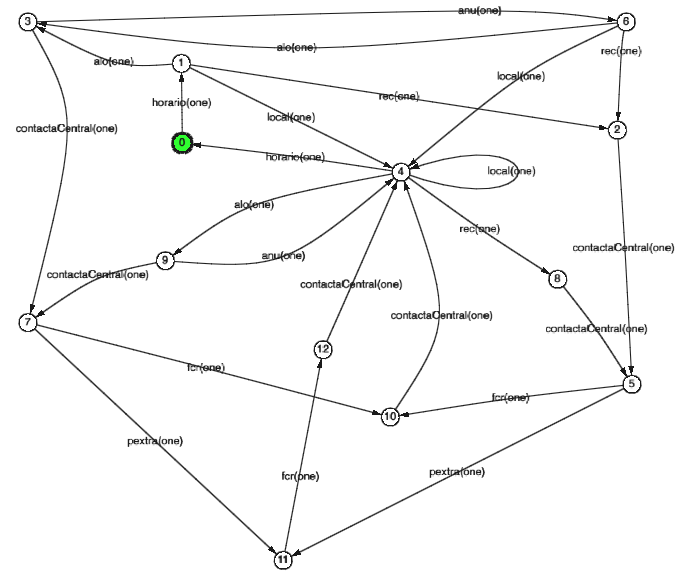 anu(one)
3
6
alo(one)
rec(one)
alo(one)
1
local(one)
rec(one)
horario(one)
local(one)
contactaCentral(one)
2
0
horario(one)
4
local(one)
alo(one)
rec(one)
contactaCentral(one)
9
anu(one)
contactaCentral(one)
8
contactaCentral(one)
contactaCentral(one)
7
contactaCentral(one)
12
fcr(one)
5
fcr(one)
10
pextra(one)
pextra(one)
fcr(one)
11